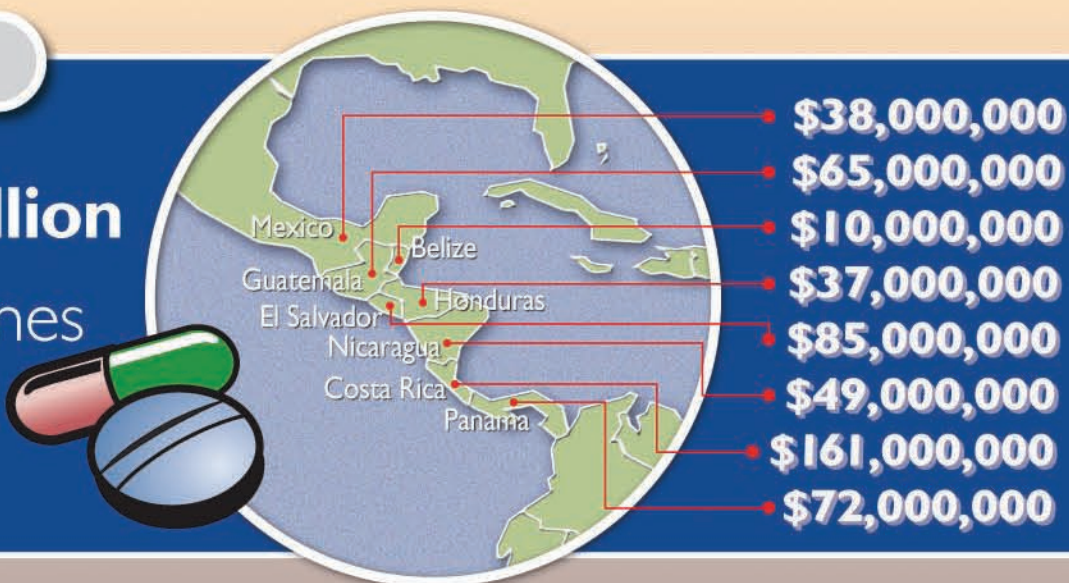 llion
nes
Mexico
Belize
Guatemala
Honduras
El Salvador
Nicaragua
Costa Rica
Panama
$38,000,000
$65,000,000
$10,000,000
$37,000,000
$85,000,000
$49,000,000
$161,000,000
$72,000,000